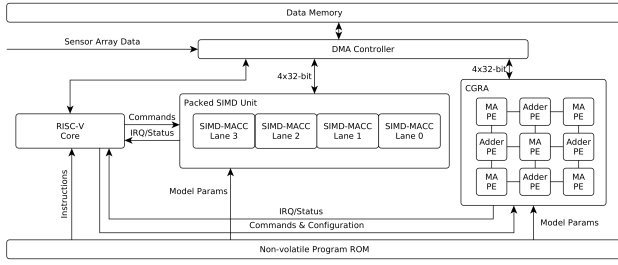 Data Memory
Sensor Array Data
DMA Controller
4x32-bit
4x32-bit
CGRA
Packed SIMD Unit
Commands
IRQ/Status
RISC-V
Core
SIMD-MACC
Lane 3
SIMD-MACC
Lane 2
SIMD-MACC
Lane 1
SIMD-MACC
Lane 0
MA
PE
Adder
PE
MA
PE
Adder
PE
MA
PE
Adder
PE
MA
PE
Adder
PE
MA
PE
Instructions
Model Params
IRQ/Status
Commands & Configuration
Model Params
Non-volatile Program ROM